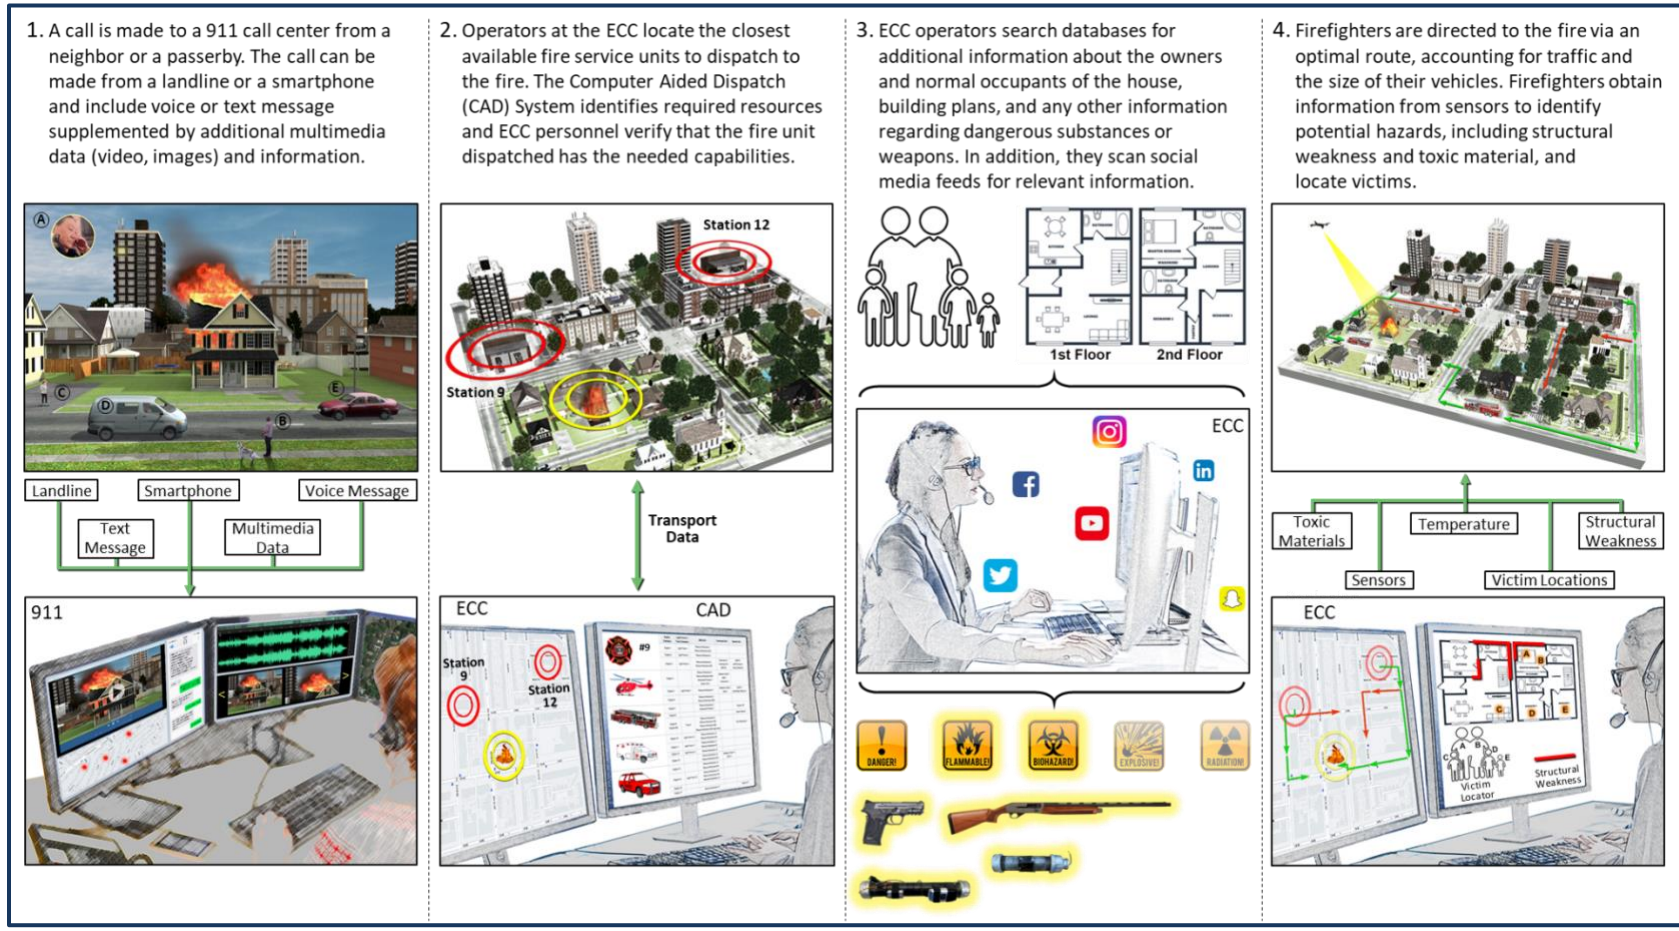 1. A call is made to a 911 call center from a
neighbor or a passerby. The call can be
made from a landline or a smartphone
and include voice or text message
supplemented by additional multimedia
data (video, images) and information.
A
B
C
D
E
Landline
Smartphone
Voice Message
Text
Message
Multimedia
Data
911
2. Operators at the ECC locate the closest
available fire service units to dispatch to
the fire. The Computer Aided Dispatch
(CAD) System identifies required resources
and ECC personnel verify that the fire unit
dispatched has the needed capabilities.
Station 12
Station 9
Transport
Data
ECC
CAD
Station
9
Station
12
#9
3. ECC operators search databases for
additional information about the owners
and normal occupants of the house,
building plans, and any other information
regarding dangerous substances or
weapons. In addition, they scan social
media feeds for relevant information.
1st Floor
2nd Floor
ECC
in
DANGER!
FLAMMABLE!
BIOHAZARD!
EXPLOSIVE!
RADIATION!
4. Firefighters are directed to the fire via an
optimal route, accounting for traffic and
the size of their vehicles. Firefighters obtain
information from sensors to identify
potential hazards, including structural
weakness and toxic material, and
locate victims.
Toxic
Materials
Temperature
Structural
Weakness
Sensors
Victim Locations
ECC
A
B
C
D
E
A B
C D E
Victim
Locator
Structural
Weakness